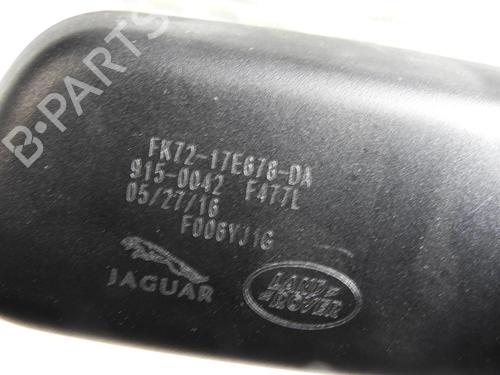 B-PARTS
FK72-17E678-DA
915-0042 F477L
05/27/16
F006YJ1G
JAGUAR
LAND
ROVER